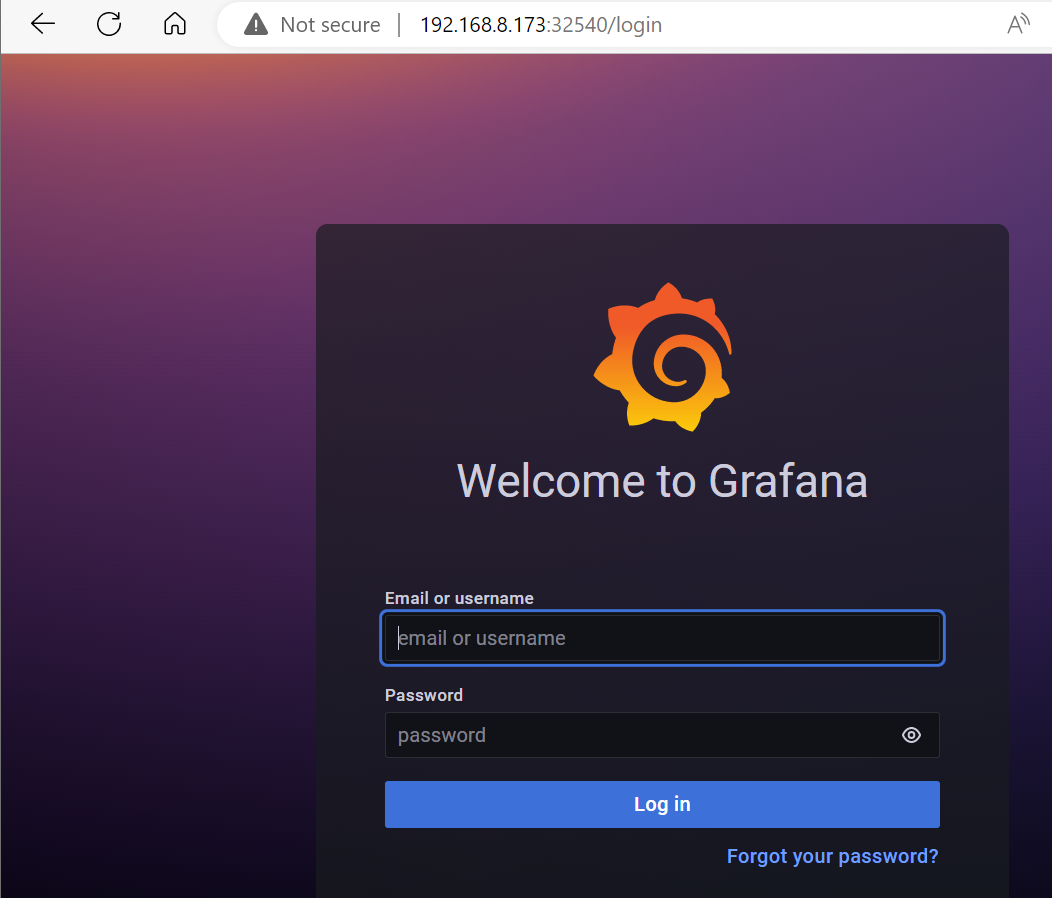 Not secure | 192.168.8.173:32540/login A
Welcome to Grafana
Email or username
email or username
Password
password
Log in
Forgot your password?